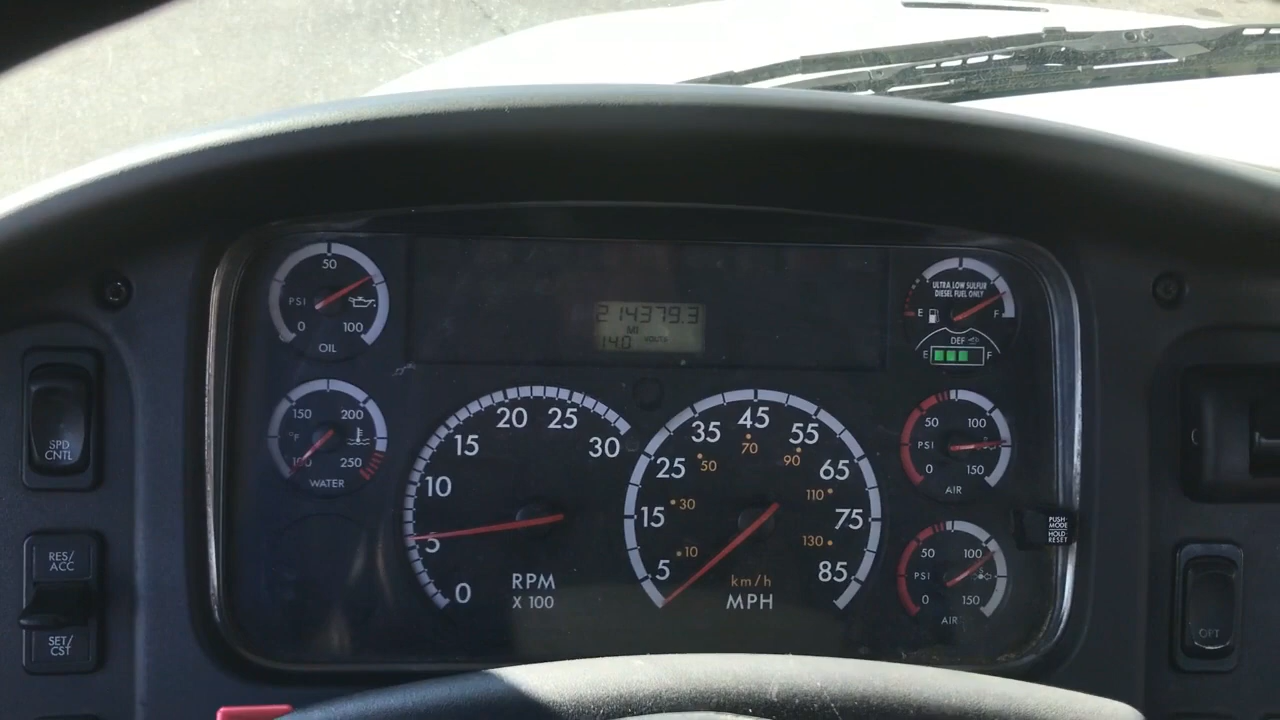 50
PSI
0 100
OIL
214379.3
MI
14.0 VOLTS
ULTRA LOW SULFUR
DIESEL FUEL ONLY
E F
DEF
E F
150 200
°F
100 250
WATER
0 5 10 15 20 25 30
RPM
X 100
5 15 25 35 45 55 65 75 85
10 30 50 70 90 110 130
km/h
MPH
50 100
PSI
0 150
AIR
50 100
PSI
0 150
AIR
SPD
CNTL
RES/
ACC
SET/
CST
PUSH-
MODE
HOLD-
RESET
OPT